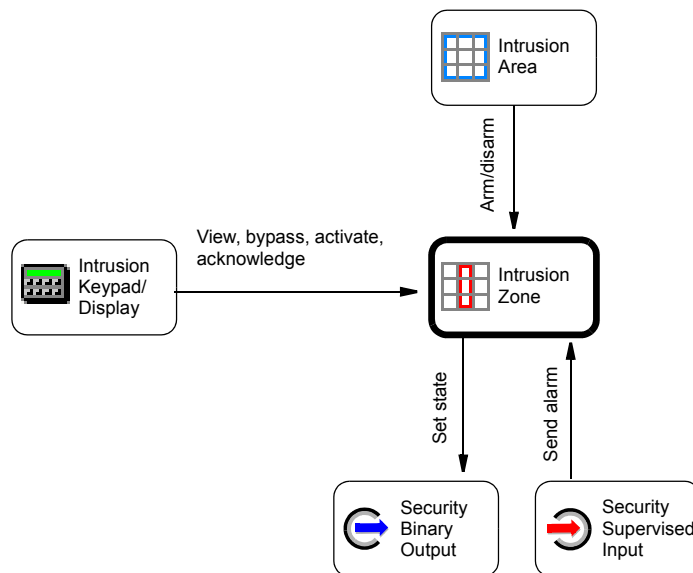 Intrusion
Area
Arm/disarm
View, bypass, activate,
acknowledge
Intrusion
Keypad/
Display
Intrusion
Zone
Set state
Send alarm
Security
Binary
Output
Security
Supervised
Input